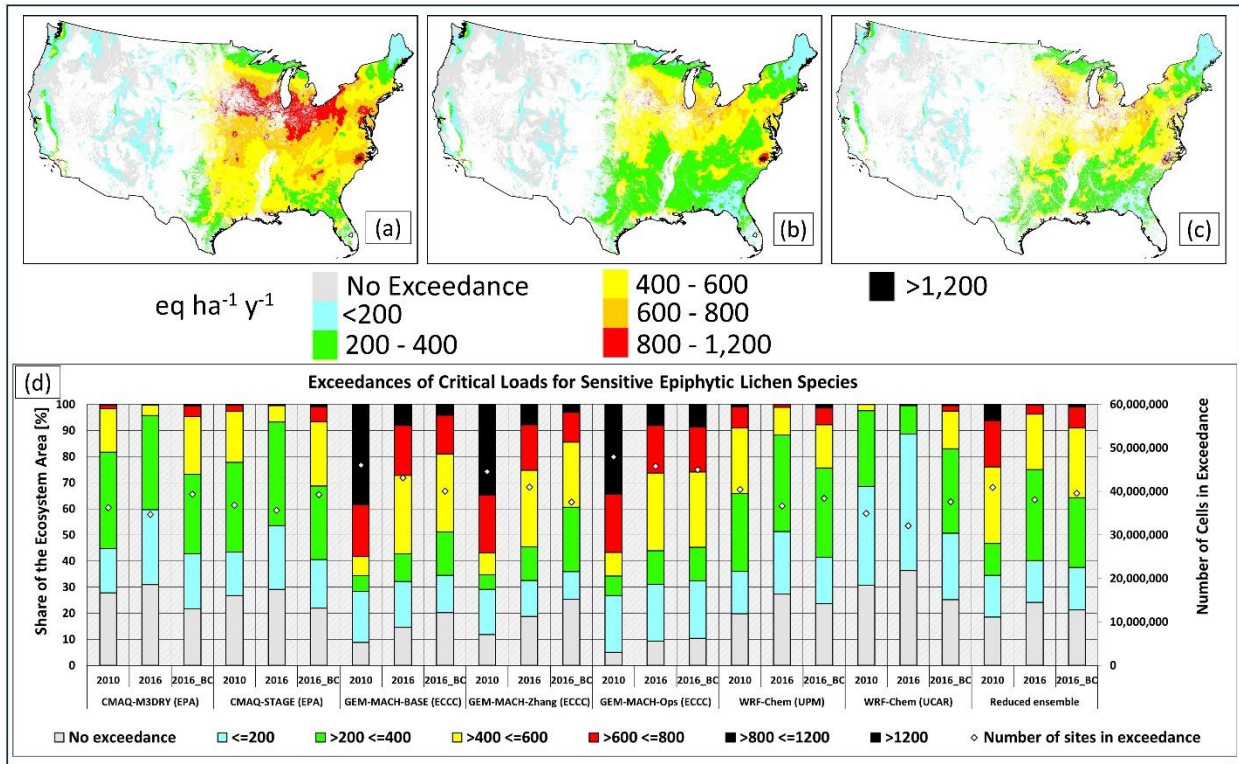 (a)
(b)
(c)
eq ha⁻¹ y⁻¹
No Exceedance
<200
200 - 400
400 - 600
600 - 800
800 - 1,200
>1,200
(d)
Exceedances of Critical Loads for Sensitive Epiphytic Lichen Species
Share of the Ecosystem Area [%]
100
90
80
70
60
50
40
30
20
10
0
60,000,000
50,000,000
40,000,000
30,000,000
20,000,000
10,000,000
0
Number of Cells in Exceedance
2010 2016 2016_BC 2010 2016 2016_BC 2010 2016 2016_BC 2010 2016 2016_BC 2010 2016 2016_BC 2010 2016 2016_BC 2010 2016 2016_BC 2010 2016 2016_BC
CMAQ-M3DRY (EPA) CMAQ-STAGE (EPA) GEM-MACH-BASE (ECCC) GEM-MACH-Zhang (ECCC) GEM-MACH-Ops (ECCC) WRF-Chem (UPM) WRF-Chem (UCAR) Reduced ensemble
No exceedance <=200 >200 <=400 >400 <=600 >600 <=800 >800 <=1200 >1200 Number of sites in exceedance